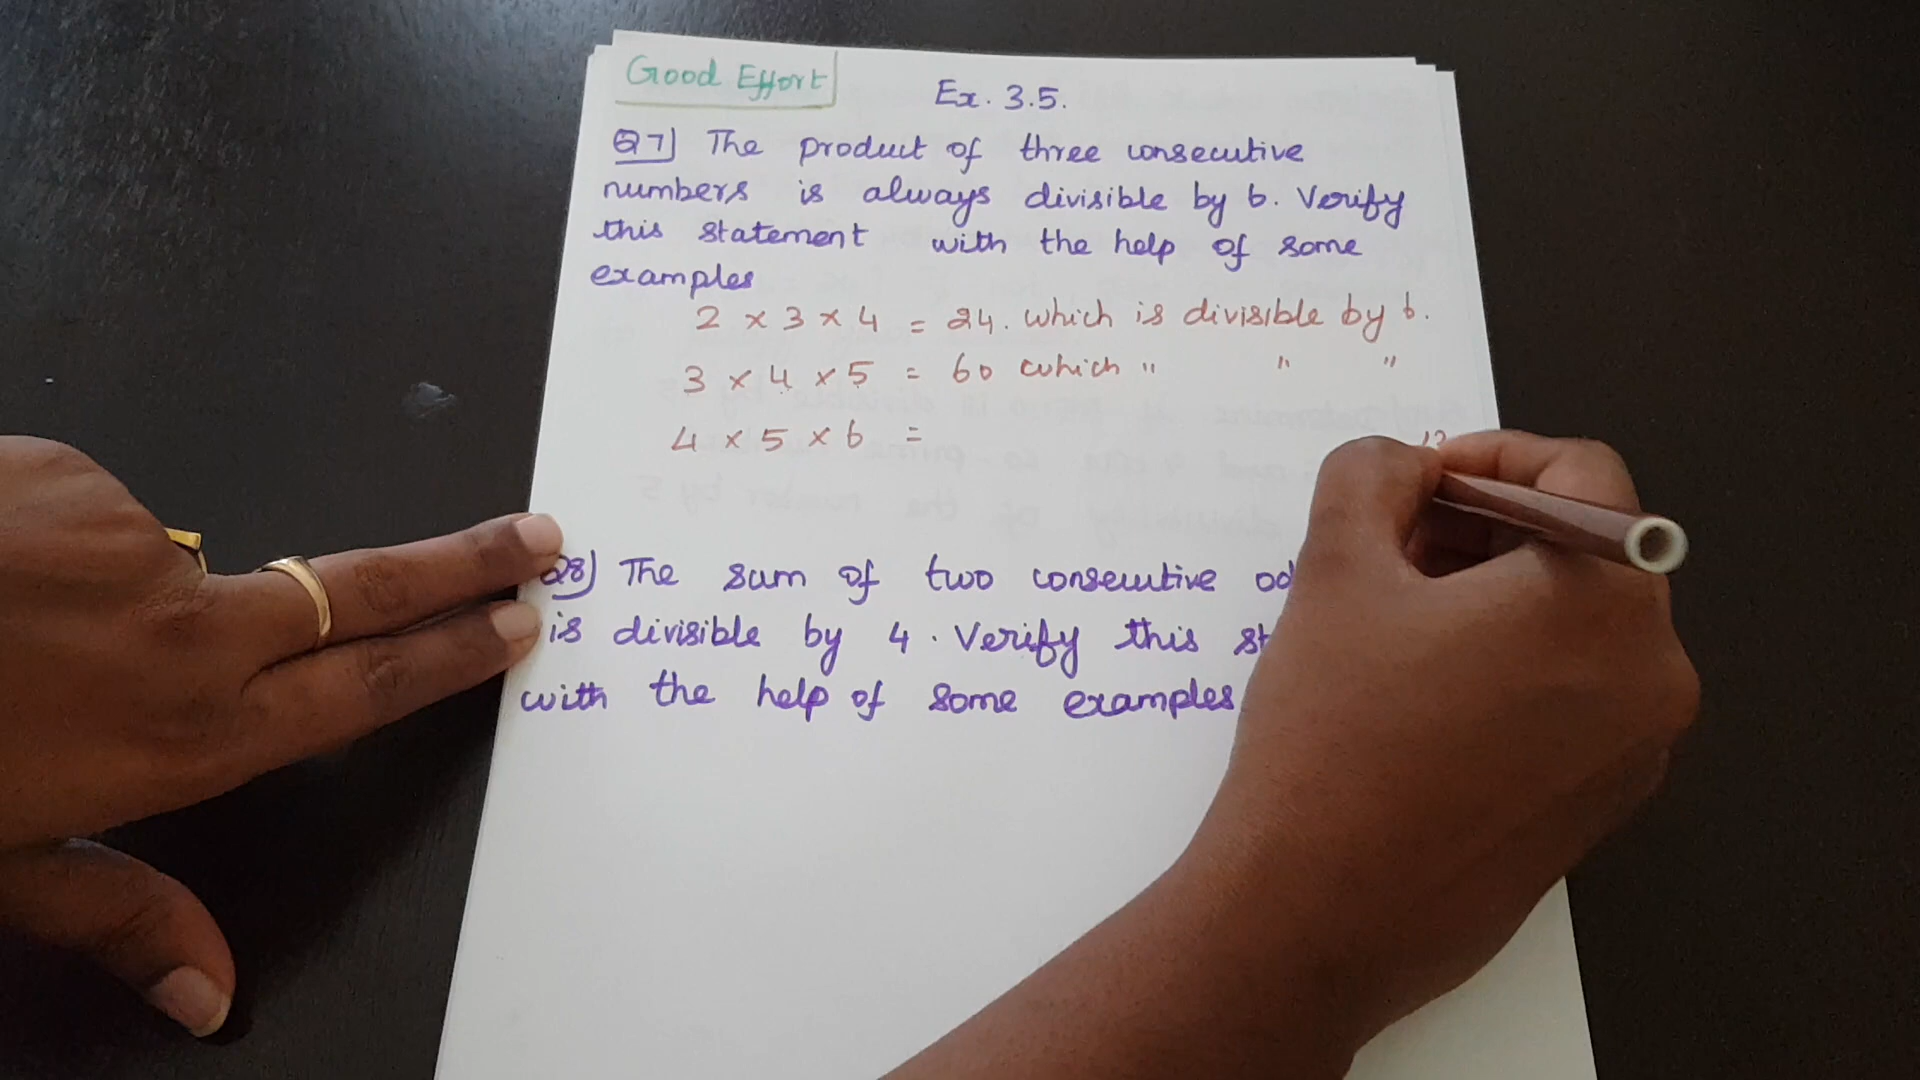 Good Effort
Ex. 3.5.
Q7] The product of three consecutive
numbers is always divisible by 6. Verify
this statement with the help of some
examples
2 x 3 x 4 = 24. which is divisible by 6.
3 x 4 x 5 = 60 which " " "
4 x 5 x 6 =
Q8) The sum of two consecutive
is divisible by 4. Verify this
with the help of some examples